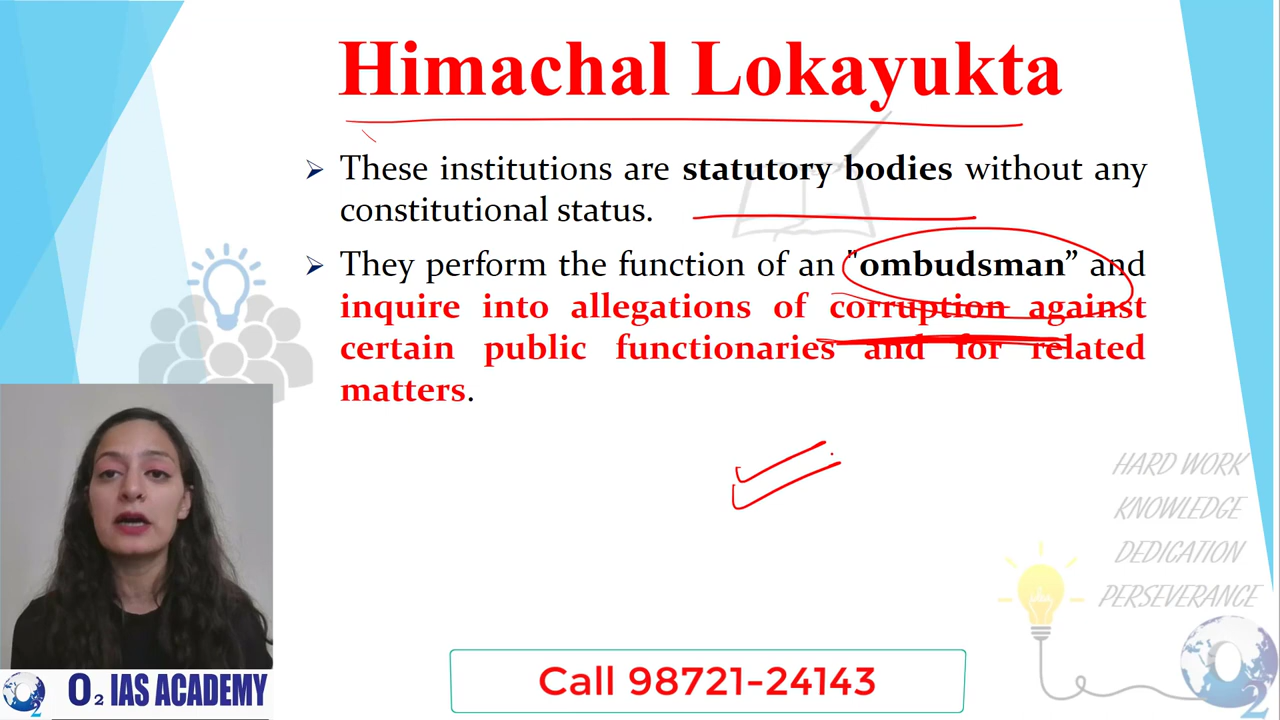 Himachal Lokayukta
➢ These institutions are statutory bodies without any
constitutional status.
➢ They perform the function of an "ombudsman” and
inquire into allegations of corruption against
certain public functionaries and for related
matters.
HARD WORK
KNOWLEDGE
DEDICATION
PERSEVERANCE
O2 IAS ACADEMY
Call 98721-24143
O2
O2